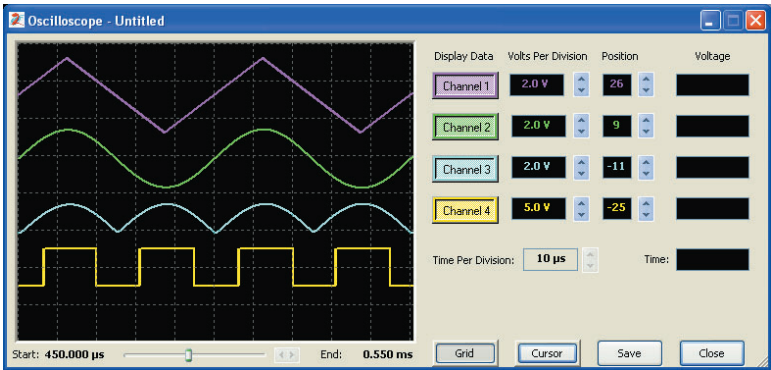 Oscilloscope - Untitled
Display Data Volts Per Division Position Voltage
Channel 1 2.0 V 26
Channel 2 2.0 V 9
Channel 3 2.0 V -11
Channel 4 5.0 V -25
Time Per Division: 10 µs Time:
Start: 450.000 µs End: 0.550 ms Grid Cursor Save Close